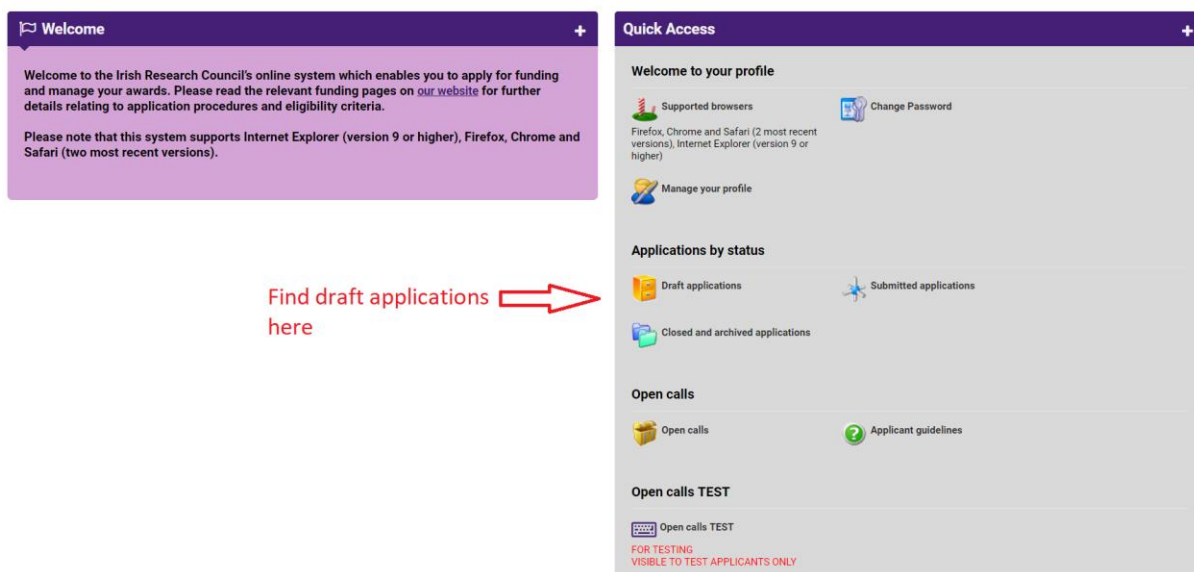 Welcome
Welcome to the Irish Research Council's online system which enables you to apply for funding
and manage your awards. Please read the relevant funding pages on our website for further
details relating to application procedures and eligibility criteria.
Please note that this system supports Internet Explorer (version 9 or higher), Firefox, Chrome and
Safari (two most recent versions).
Find draft applications
here
Quick Access
Welcome to your profile
Supported browsers
Firefox, Chrome and Safari (2 most recent
versions), Internet Explorer (version 9 or
higher)
Change Password
Manage your profile
Applications by status
Draft applications
Submitted applications
Closed and archived applications
Open calls
Open calls
Applicant guidelines
Open calls TEST
Open calls TEST
FOR TESTING
VISIBLE TO TEST APPLICANTS ONLY